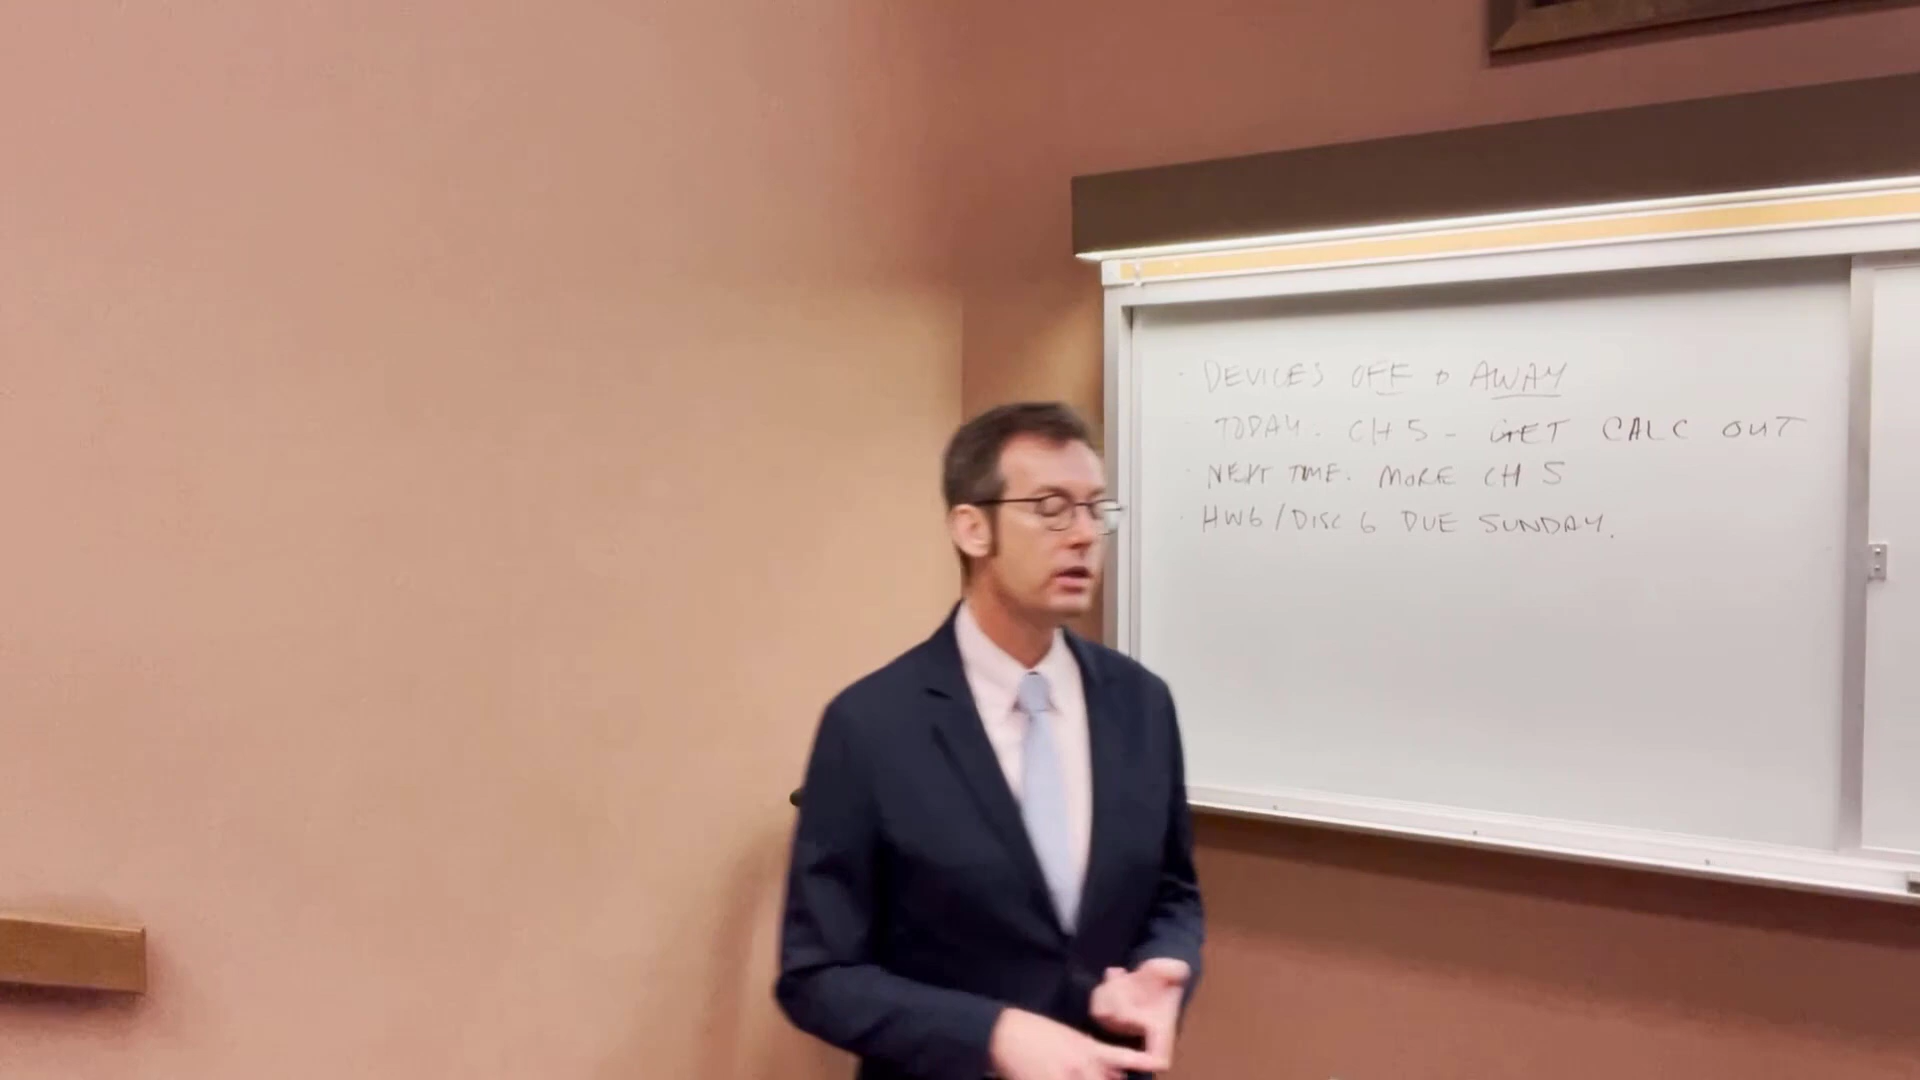 · DEVICES OFF & AWAY
· TODAY. CH 5 - GET CALC OUT
· NEXT TIME. MORE CH 5
· HW6/DISC 6 DUE SUNDAY.